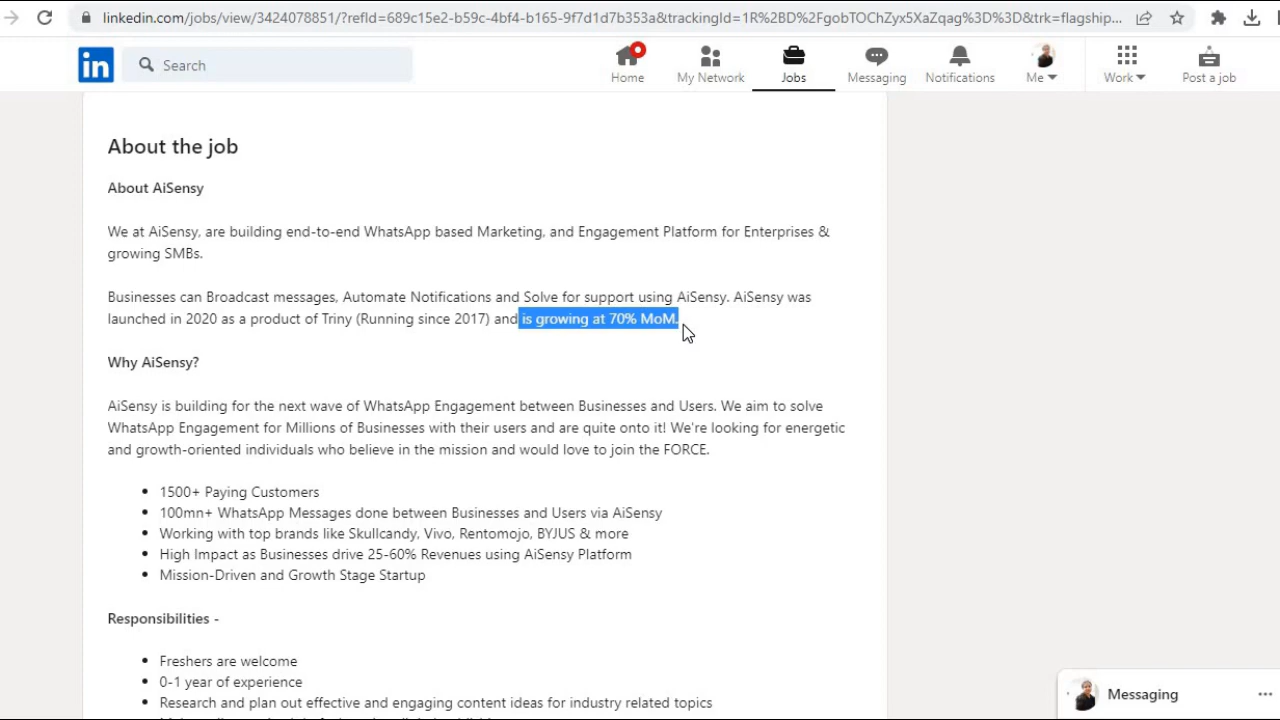 linkedin.com/jobs/view/3424078851/?refId=689c15e2-b59c-4bf4-b165-9f7d1d7b353a&trackingId=1R%2BD%2FgobTOChZyx5XaZqag%3D%3D&trk=flagship...
in
Search
Home
My Network
Jobs
Messaging
Notifications
Me
Work
Post a job
About the job
About AiSensy
We at AiSensy, are building end-to-end WhatsApp based Marketing, and Engagement Platform for Enterprises &
growing SMBs.
Businesses can Broadcast messages, Automate Notifications and Solve for support using AiSensy. AiSensy was
launched in 2020 as a product of Triny (Running since 2017) and is growing at 70% MoM.
Why AiSensy?
AiSensy is building for the next wave of WhatsApp Engagement between Businesses and Users. We aim to solve
WhatsApp Engagement for Millions of Businesses with their users and are quite onto it! We're looking for energetic
and growth-oriented individuals who believe in the mission and would love to join the FORCE.
• 1500+ Paying Customers
• 100mn+ WhatsApp Messages done between Businesses and Users via AiSensy
• Working with top brands like Skullcandy, Vivo, Rentomojo, BYJUS & more
• High Impact as Businesses drive 25-60% Revenues using AiSensy Platform
• Mission-Driven and Growth Stage Startup
Responsibilities -
• Freshers are welcome
• 0-1 year of experience
• Research and plan out effective and engaging content ideas for industry related topics
Messaging